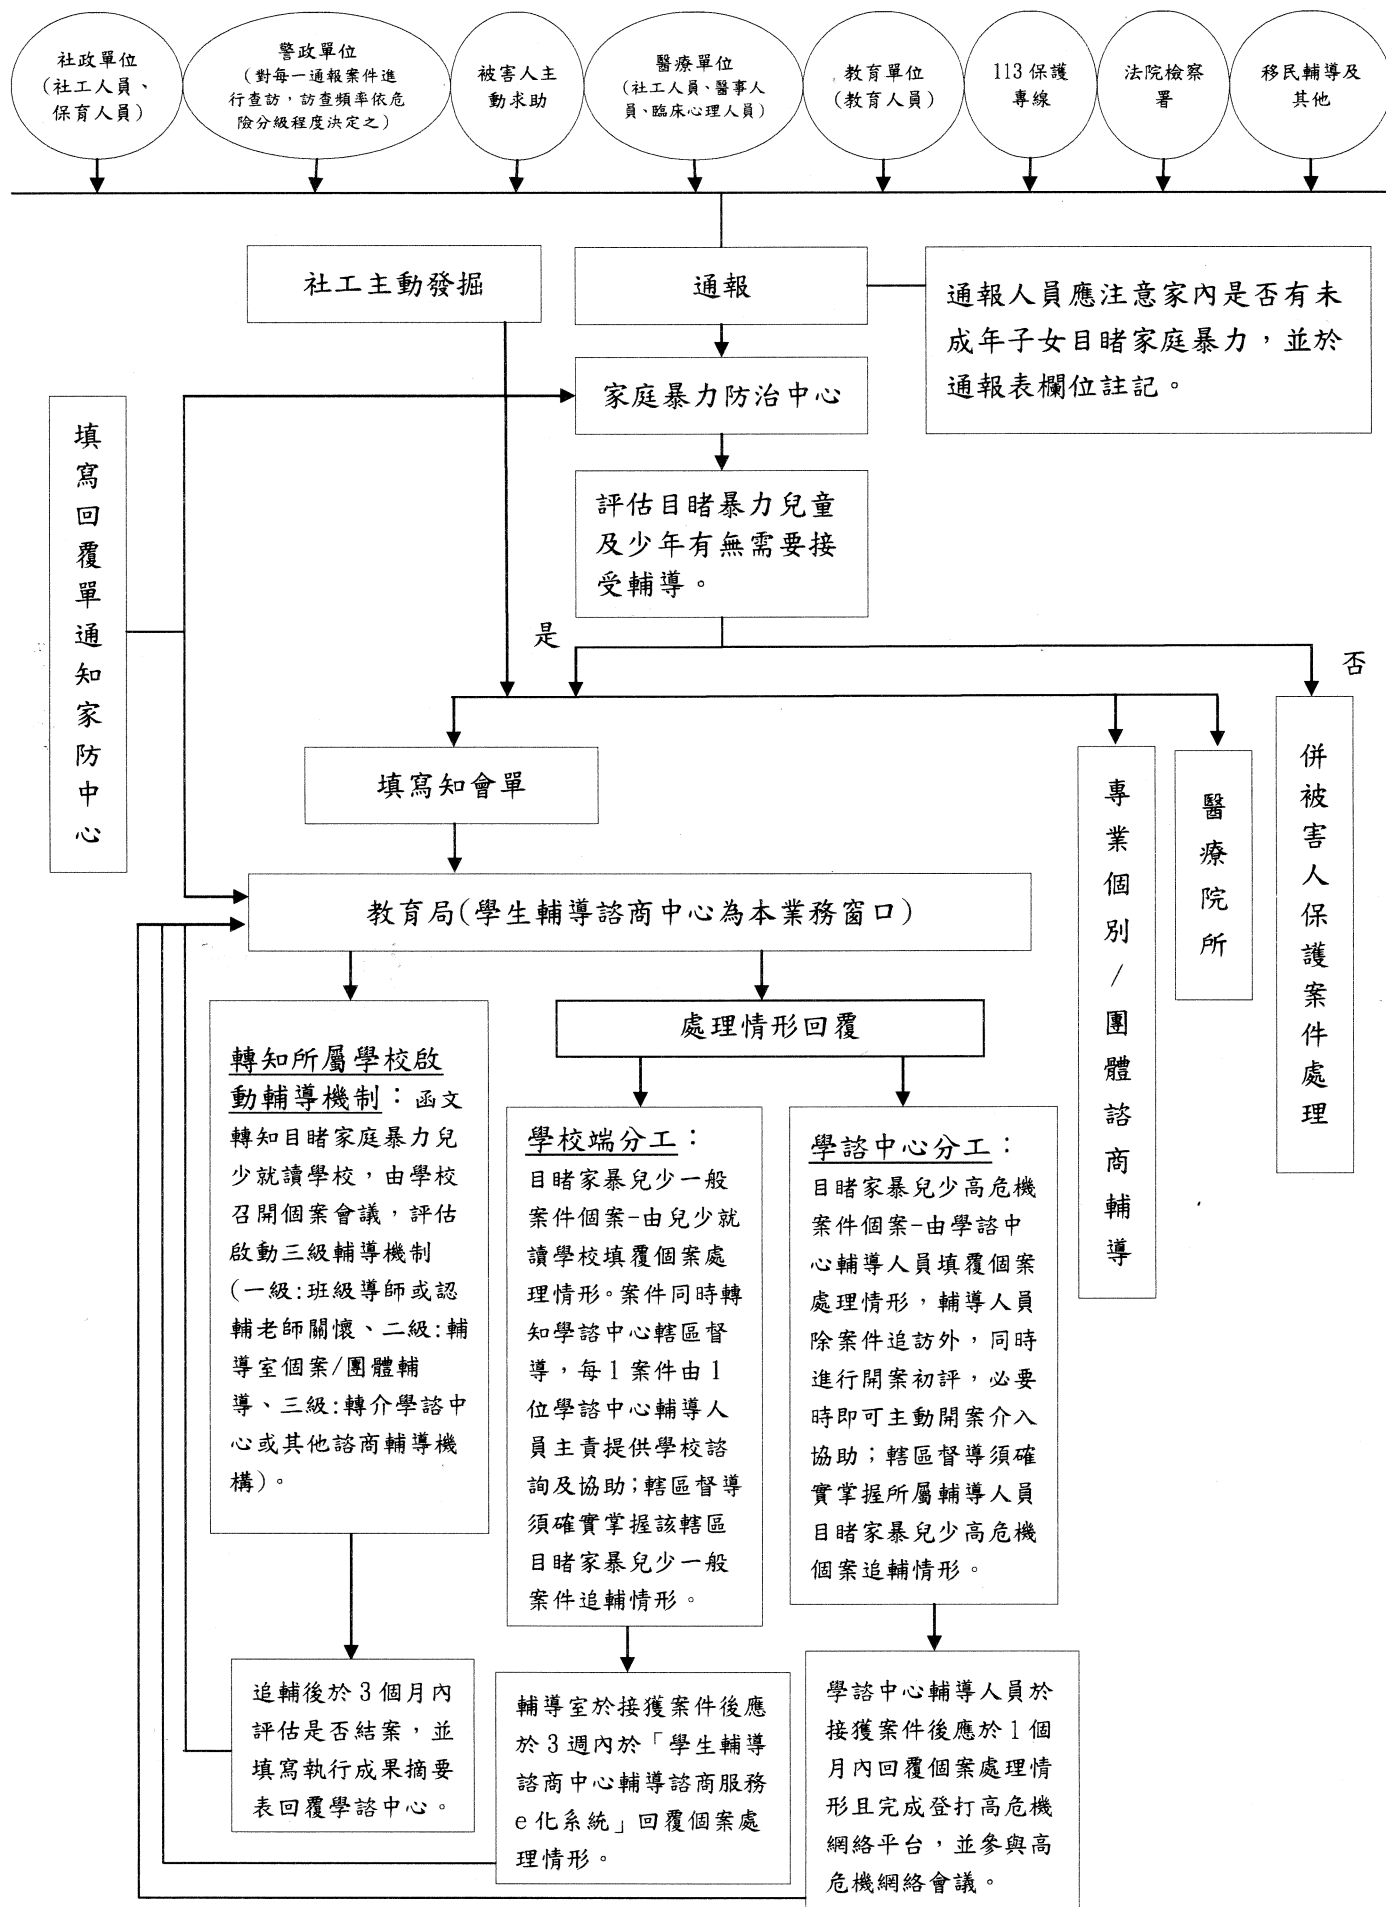 社政單位
(社工人員、
保育人員)
警政單位
(對每一通報案件進
行查訪,訪查頻率依危
險分級程度決定之)
被害人主
動求助
醫療單位
(社工人員、醫事人
員、臨床心理人員)
教育單位
(教育人員)
113保護
專線
法院檢察
署
移民輔導及
其他
社工主動發掘
通報
通報人員應注意家內是否有未
成年子女目睹家庭暴力,並於
通報表欄位註記。
家庭暴力防治中心
填寫回覆單通知家防中心
評估目睹暴力兒童
及少年有無需要接
受輔導。
是
否
填寫知會單
專業個別/團體諮商輔導
醫療院所
併被害人保護案件處理
教育局(學生輔導諮商中心為本業務窗口)
處理情形回覆
轉知所屬學校啟
動輔導機制:函文
轉知目睹家庭暴力兒
少就讀學校,由學校
召開個案會議,評估
啟動三級輔導機制
(一級:班級導師或認
輔老師關懷、二級:輔
導室個案/團體輔
導、三級:轉介學諮中
心或其他諮商輔導機
構)。
學校端分工:
目睹家暴兒少一般
案件個案-由兒少就
讀學校填覆個案處
理情形。案件同時轉
知學諮中心轄區督
導,每1案件由1
位學諮中心輔導人
員主責提供學校諮
詢及協助;轄區督導
須確實掌握該轄區
目睹家暴兒少一般
案件追輔情形。
學諮中心分工:
目睹家暴兒少高危機
案件個案-由學諮中
心輔導人員填覆個案
處理情形,輔導人員
除案件追訪外,同時
進行開案初評,必要
時即可主動開案介入
協助;轄區督導須確
實掌握所屬輔導人員
目睹家暴兒少高危機
個案追輔情形。
追輔後於3個月內
評估是否結案,並
填寫執行成果摘要
表回覆學諮中心。
輔導室於接獲案件後應
於3週內於「學生輔導
諮商中心輔導諮商服務
e化系統」回覆個案處
理情形。
學諮中心輔導人員於
接獲案件後應於1個
月內回覆個案處理情
形且完成登打高危機
網絡平台,並參與高
危機網絡會議。